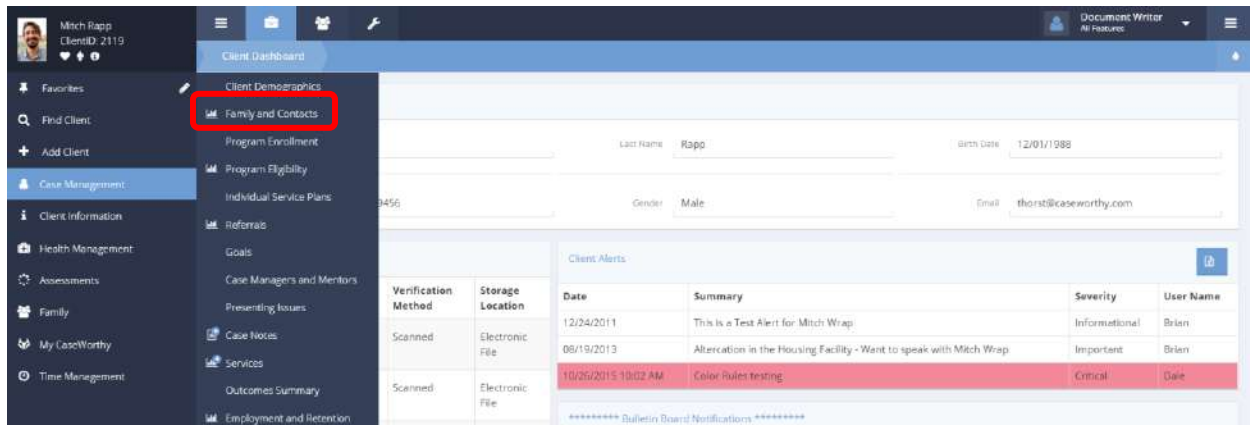 Mitch Rapp
ClientID: 2119
Document Writer
All Features
Client Dashboard
Favorites
Find Client
Add Client
Case Management
Client Information
Health Management
Assessments
Family
My CaseWorthy
Time Management
Client Demographics
Family and Contacts
Program Enrollment
Program Eligibility
Individual Service Plans
Referrals
Goals
Case Managers and Mentors
Presenting Issues
Case Notes
Services
Outcomes Summary
Employment and Retention
Last Name Rapp Birth Date 12/01/1988
9456 Gender Male Email thorst@caseworthy.com
Verification Method Storage Location
Scanned Electronic File
Scanned Electronic File
Client Alerts
Date Summary Severity User Name
12/24/2011 This is a Test Alert for Mitch Wrap Informational Brian
08/19/2013 Altercation in the Housing Facility - Want to speak with Mitch Wrap Important Brian
10/26/2015 10:02 AM Color Rules testing Critical Dale
********* Bulletin Board Notifications *********